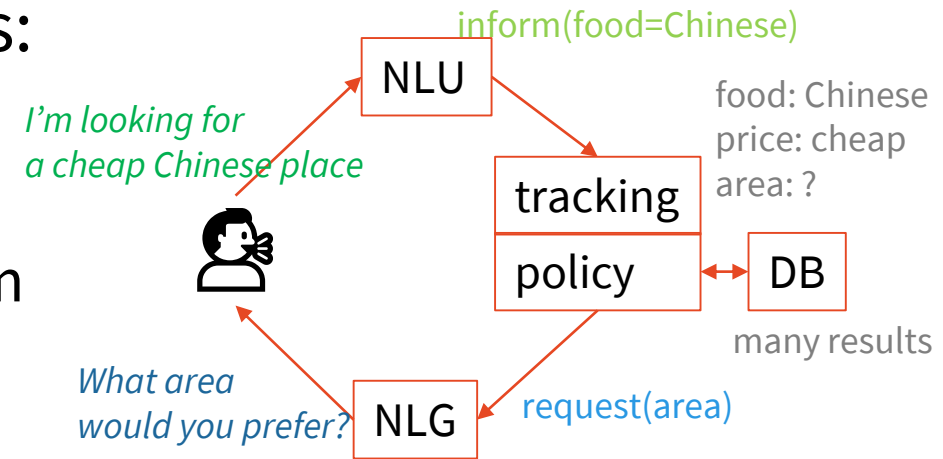 s:
inform(food=Chinese)
NLU
I'm looking for
a cheap Chinese place
food: Chinese
price: cheap
area: ?
tracking
policy
DB
m
many results
What area
would you prefer?
NLG
request(area)